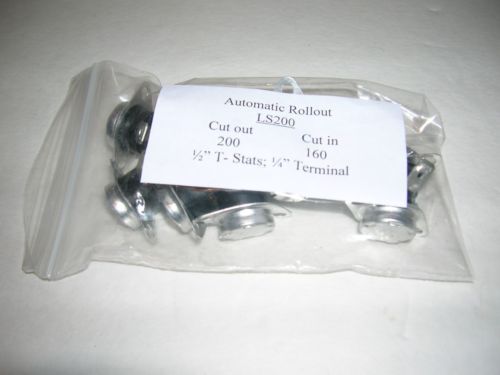 Automatic Rollout
LS200
Cut out Cut in
200 160
½" T- Stats; ¼" Terminal